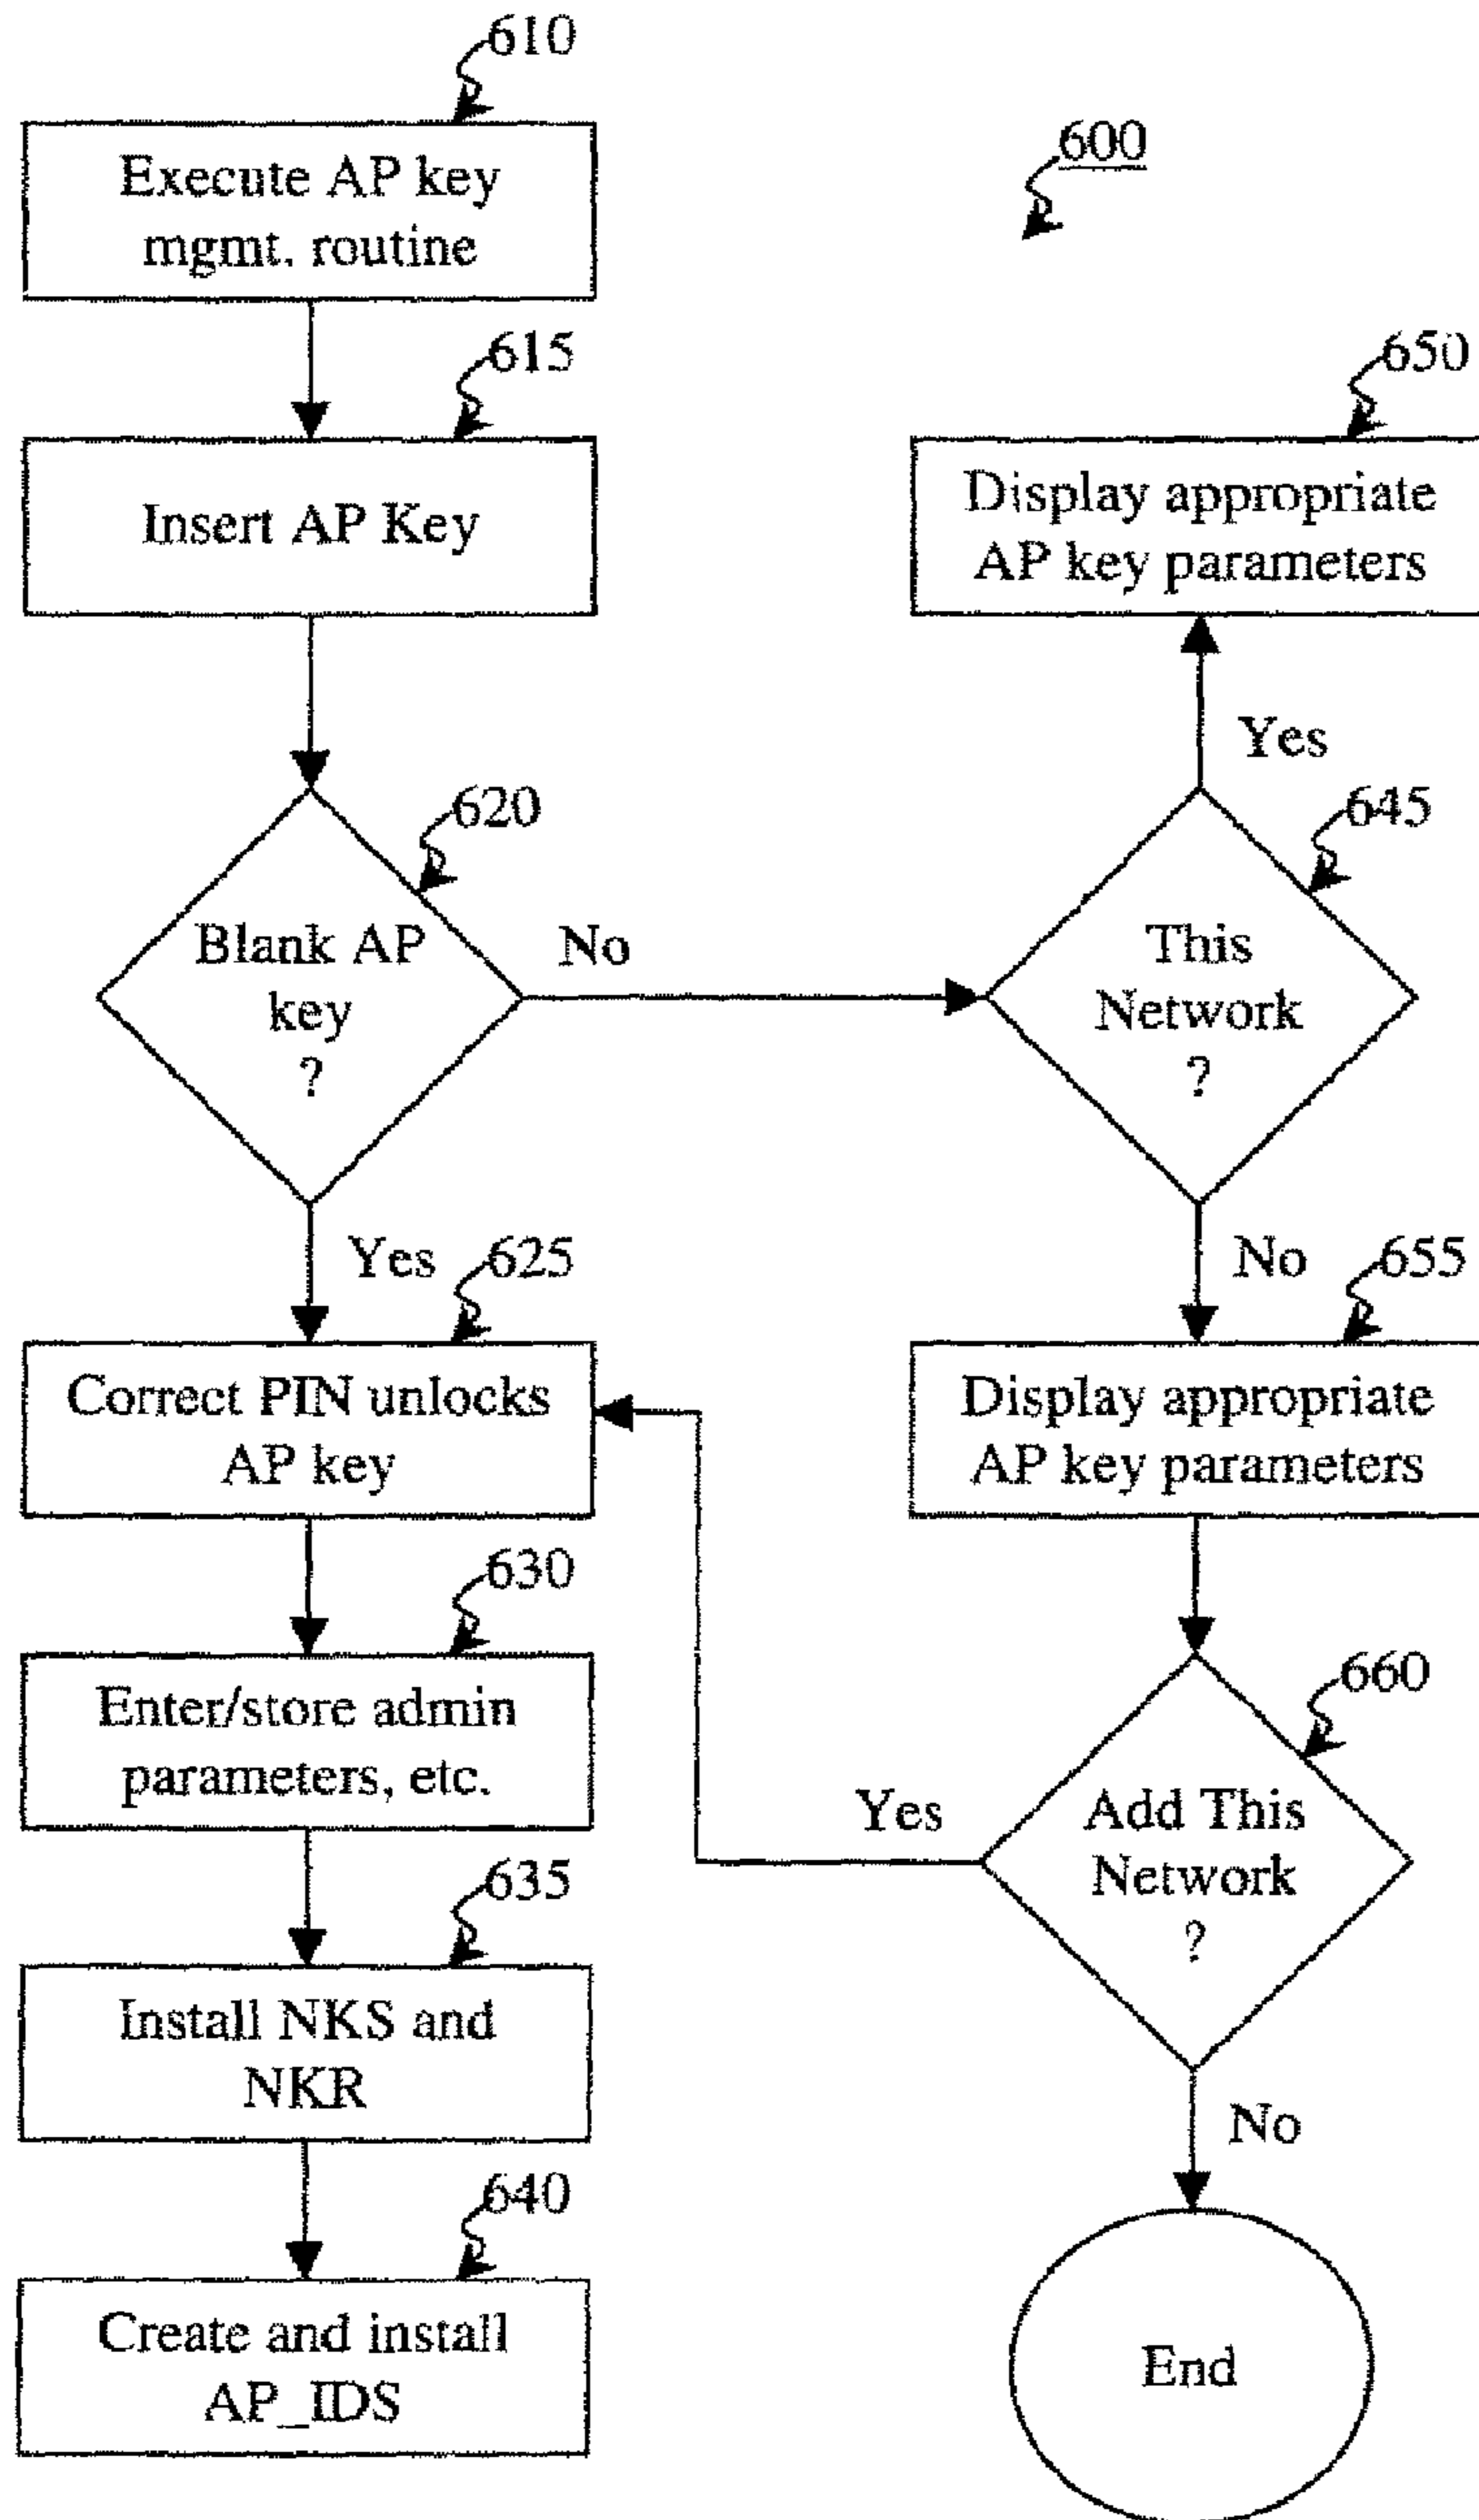 610
Execute AP key
mgmt. routine
600
615
Insert AP Key
650
Display appropriate
AP key parameters
Yes
620
Blank AP
key
?
No
645
This
Network
?
Yes
625
Correct PIN unlocks
AP key
No
655
Display appropriate
AP key parameters
630
Enter/store admin
parameters, etc.
660
Add This
Network
?
Yes
635
Install NKS and
NKR
No
640
Create and install
AP_IDS
End